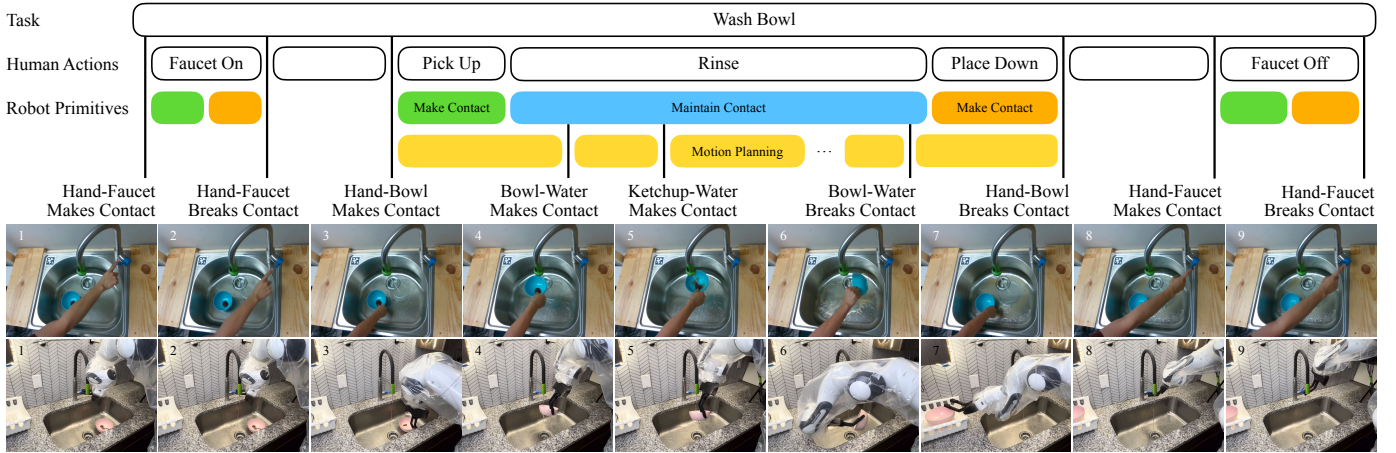 Task
Wash Bowl
Human Actions
Faucet On
Pick Up
Rinse
Place Down
Faucet Off
Robot Primitives
Make Contact
Maintain Contact
Make Contact
Motion Planning
...
Hand-Faucet
Makes Contact
Hand-Faucet
Breaks Contact
Hand-Bowl
Makes Contact
Bowl-Water
Makes Contact
Ketchup-Water
Makes Contact
Bowl-Water
Breaks Contact
Hand-Bowl
Breaks Contact
Hand-Faucet
Makes Contact
Hand-Faucet
Breaks Contact
1 2 3 4 5 6 7 8 9
1 2 3 4 5 6 7 8 9